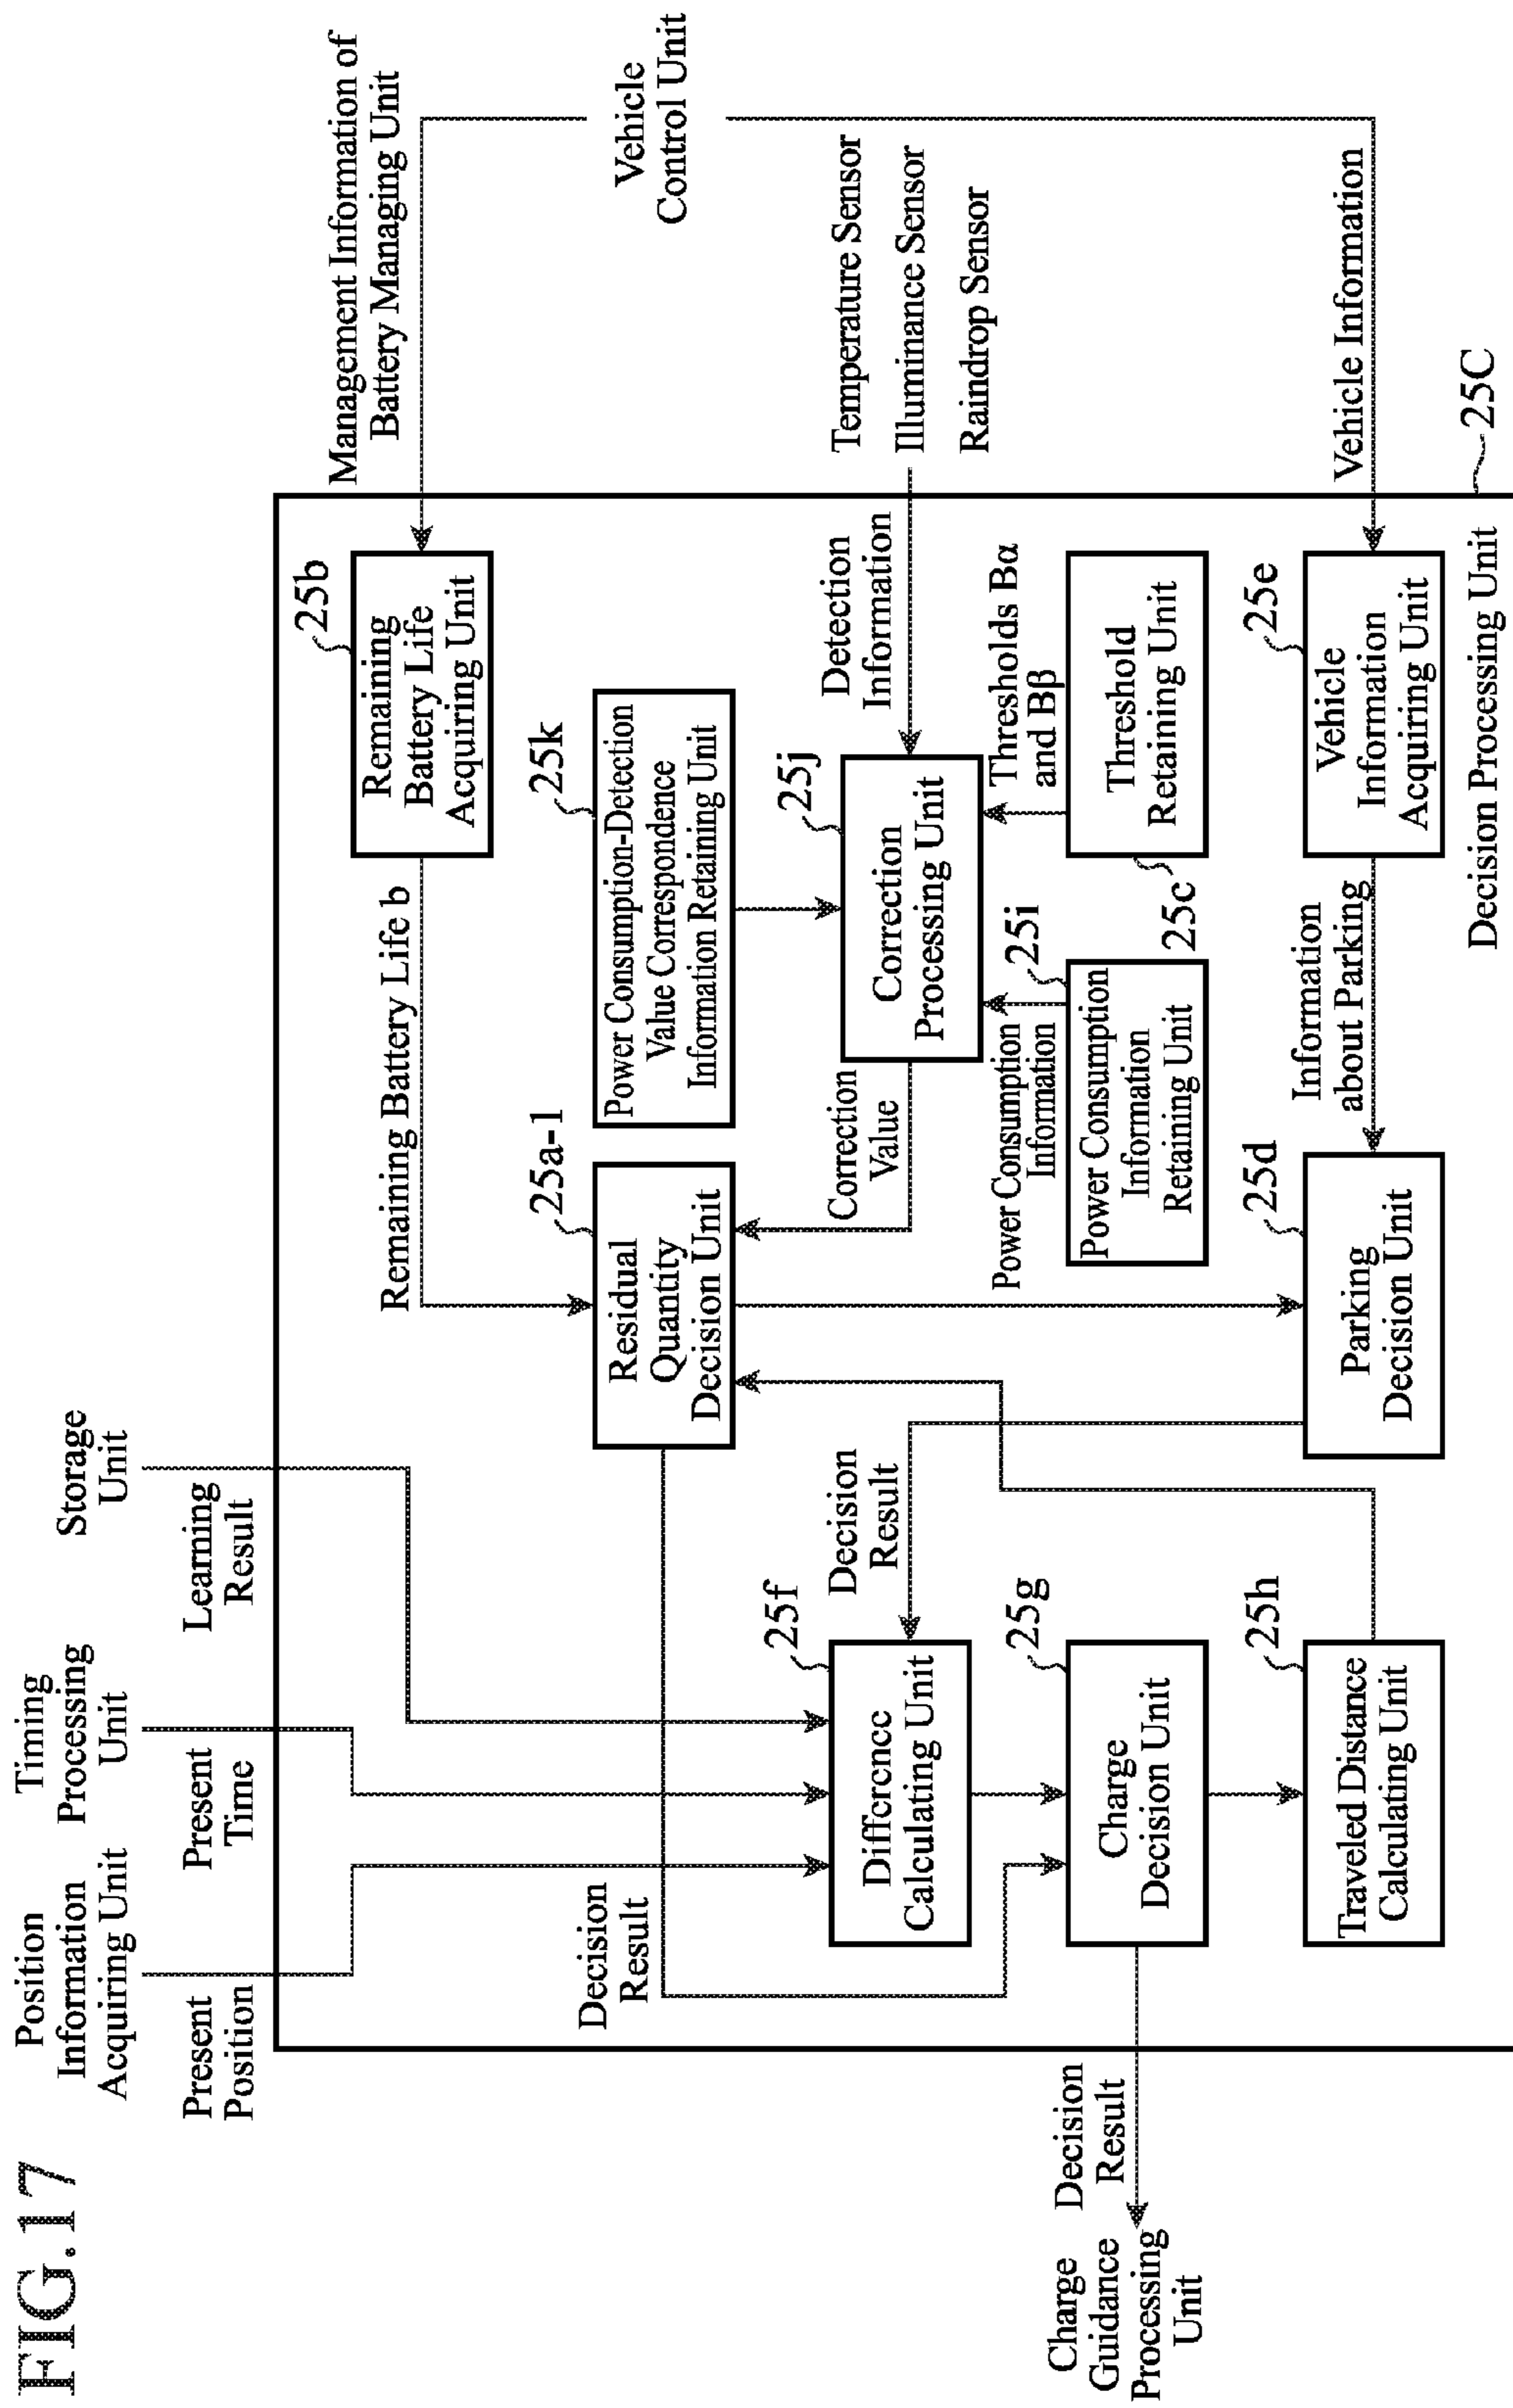 FIG.17
Position
Information
Acquiring Unit
Timing
Processing
Unit
Storage
Unit
Present
Position
Present
Time
Learning
Result
Management Information of
Battery Managing Unit
Vehicle
Control Unit
25b
Remaining
Battery Life
Acquiring Unit
Remaining Battery Life b
Decision
Result
25a-1
Residual
Quantity
Decision Unit
25k
Power Consumption-Detection
Value Correspondence
Information Retaining Unit
Temperature Sensor
Illuminance Sensor
Raindrop Sensor
Detection
Information
25f
Difference
Calculating Unit
Decision
Result
Correction
Value
25j
Correction
Processing Unit
Thresholds Bα
and Bβ
Power Consumption
Information
25i
Power Consumption
Information
Retaining Unit
25c
Threshold
Retaining Unit
Charge
Guidance
Processing
Unit
Decision
Result
25g
Charge
Decision Unit
25h
Traveled Distance
Calculating Unit
25d
Parking
Decision Unit
Information
about Parking
25e
Vehicle
Information
Acquiring Unit
Vehicle Information
Decision Processing Unit
25C